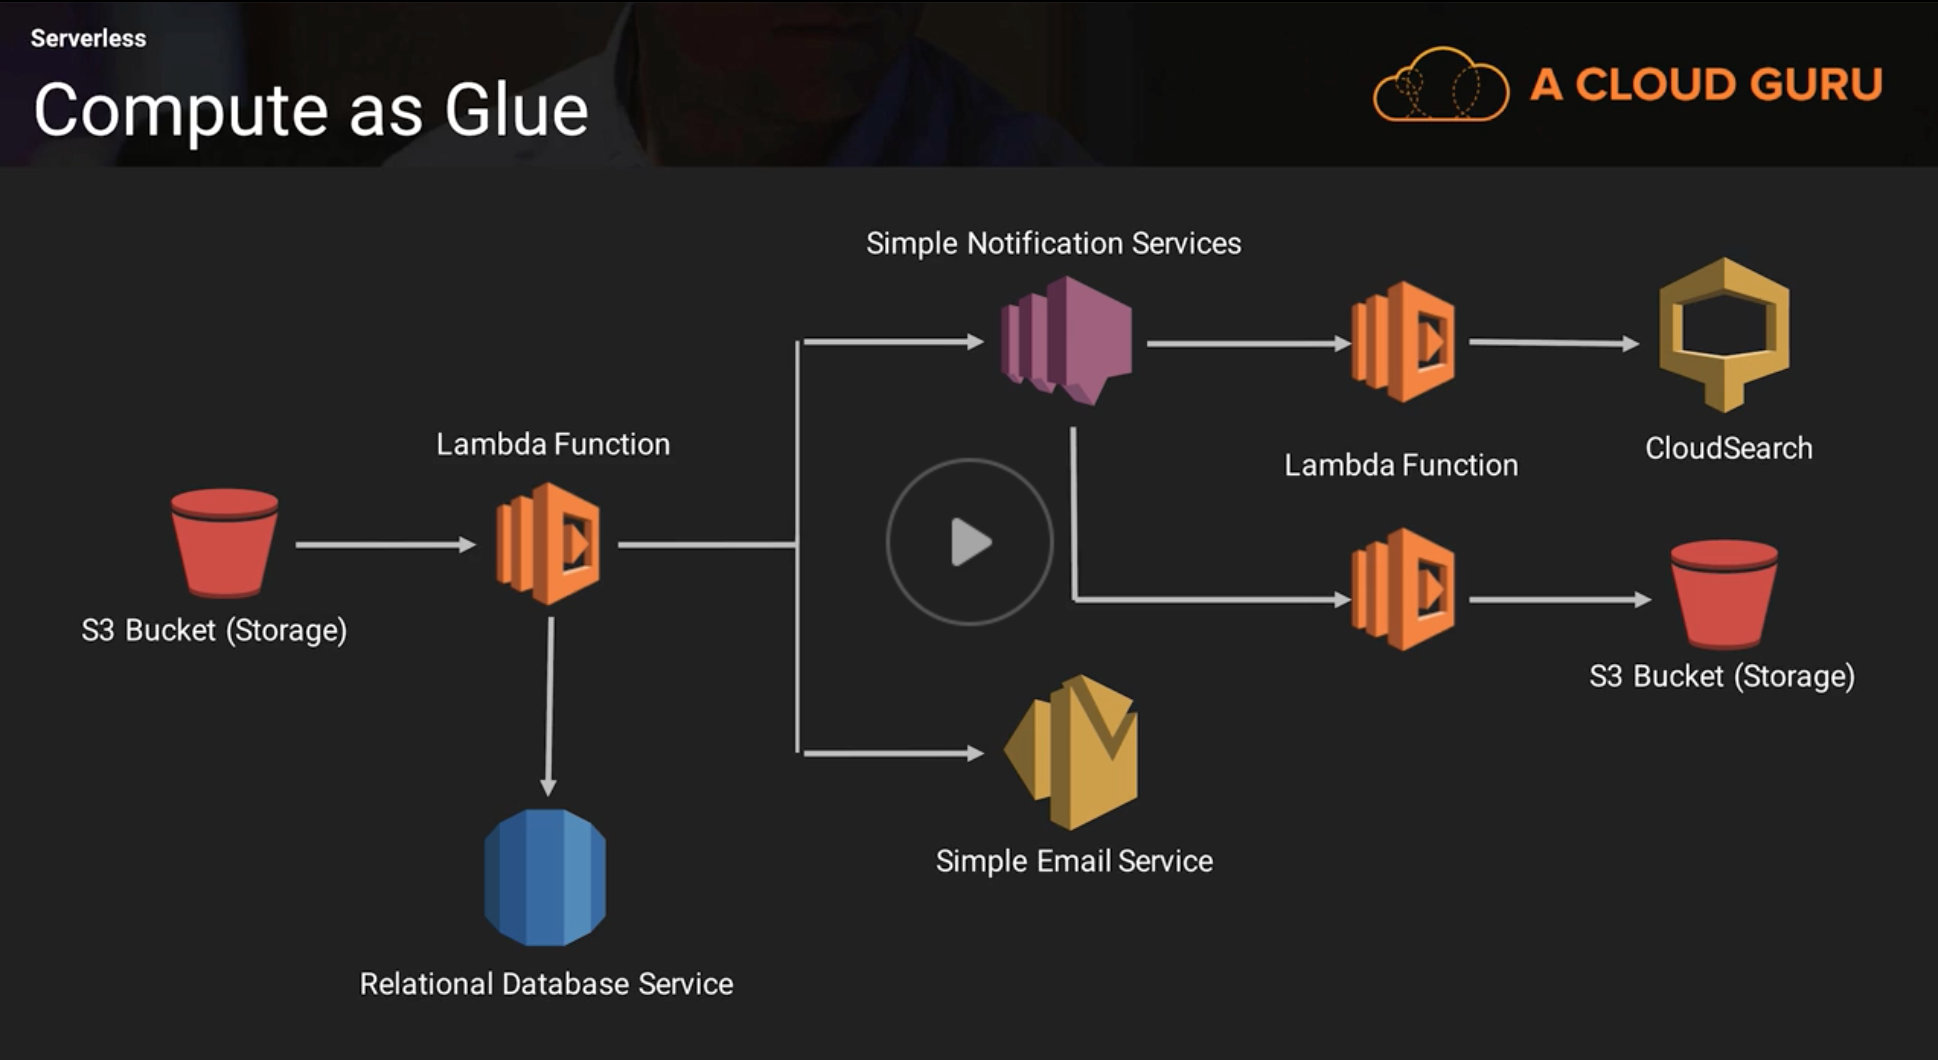 Serverless
Compute as Glue
A CLOUD GURU
Simple Notification Services
Lambda Function
Lambda Function
CloudSearch
S3 Bucket (Storage)
S3 Bucket (Storage)
Simple Email Service
Relational Database Service